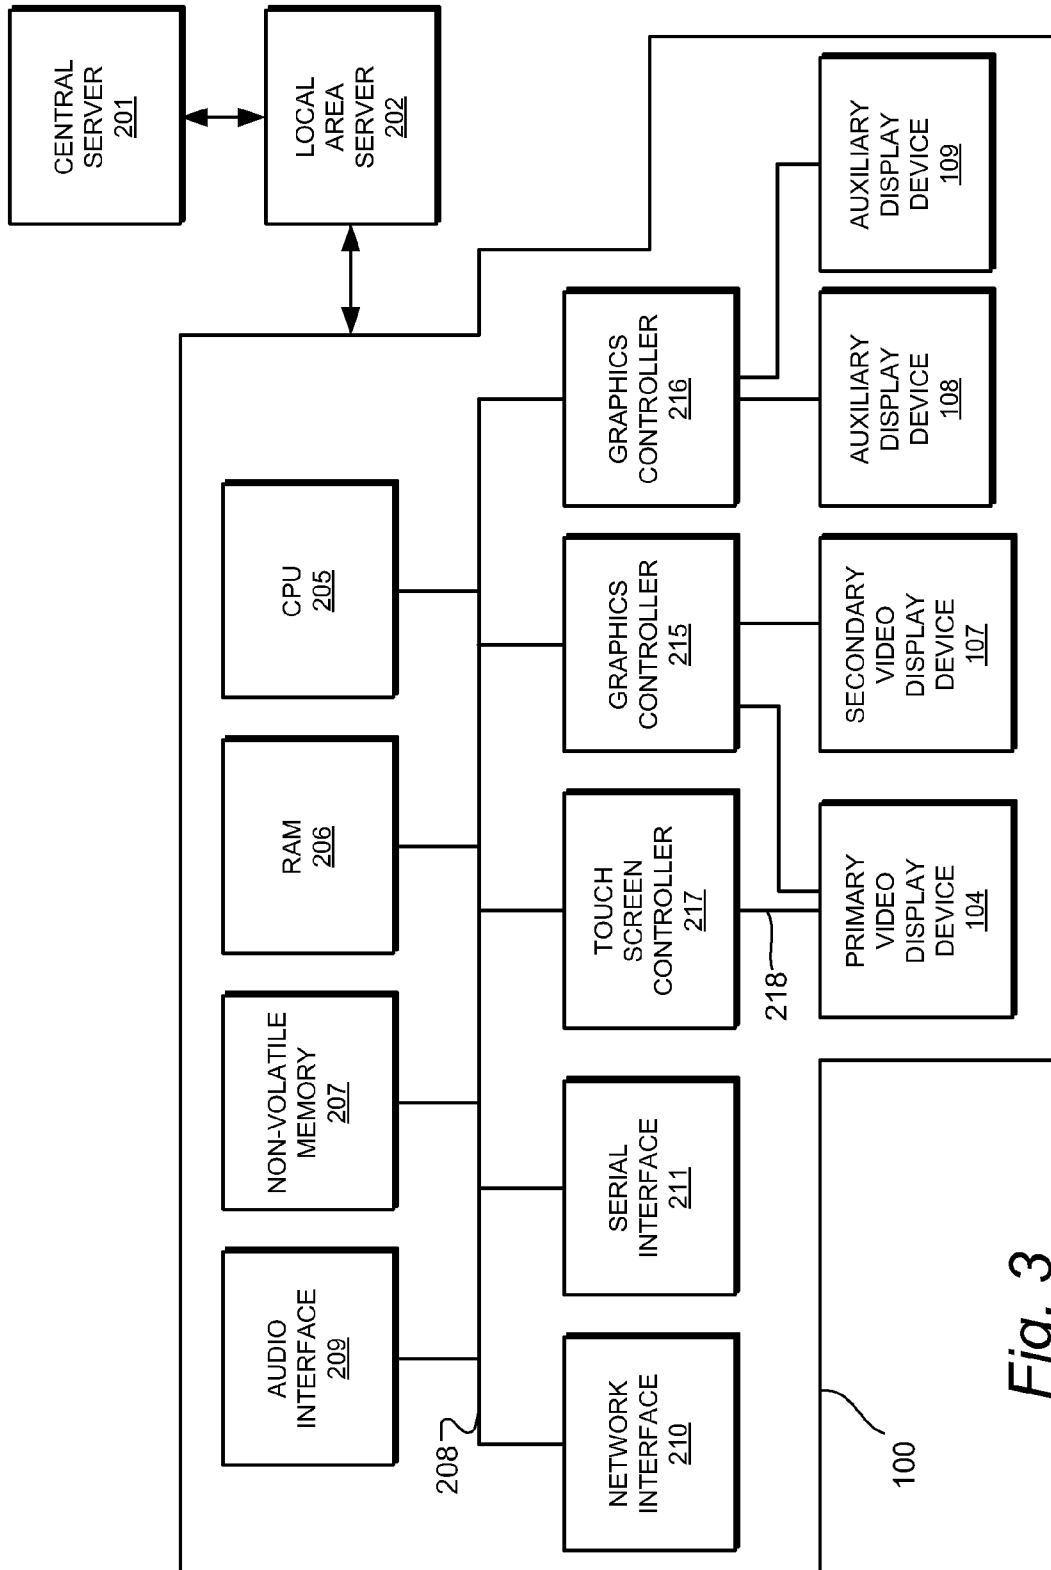 CENTRAL
SERVER
201
LOCAL
AREA
SERVER
202
AUDIO
INTERFACE
209
NON-VOLATILE
MEMORY
207
RAM
206
CPU
205
208
NETWORK
INTERFACE
210
SERIAL
INTERFACE
211
TOUCH
SCREEN
CONTROLLER
217
GRAPHICS
CONTROLLER
215
GRAPHICS
CONTROLLER
216
218
PRIMARY
VIDEO
DISPLAY
DEVICE
104
SECONDARY
VIDEO
DISPLAY
DEVICE
107
AUXILIARY
DISPLAY
DEVICE
108
AUXILIARY
DISPLAY
DEVICE
109
100
Fig. 3